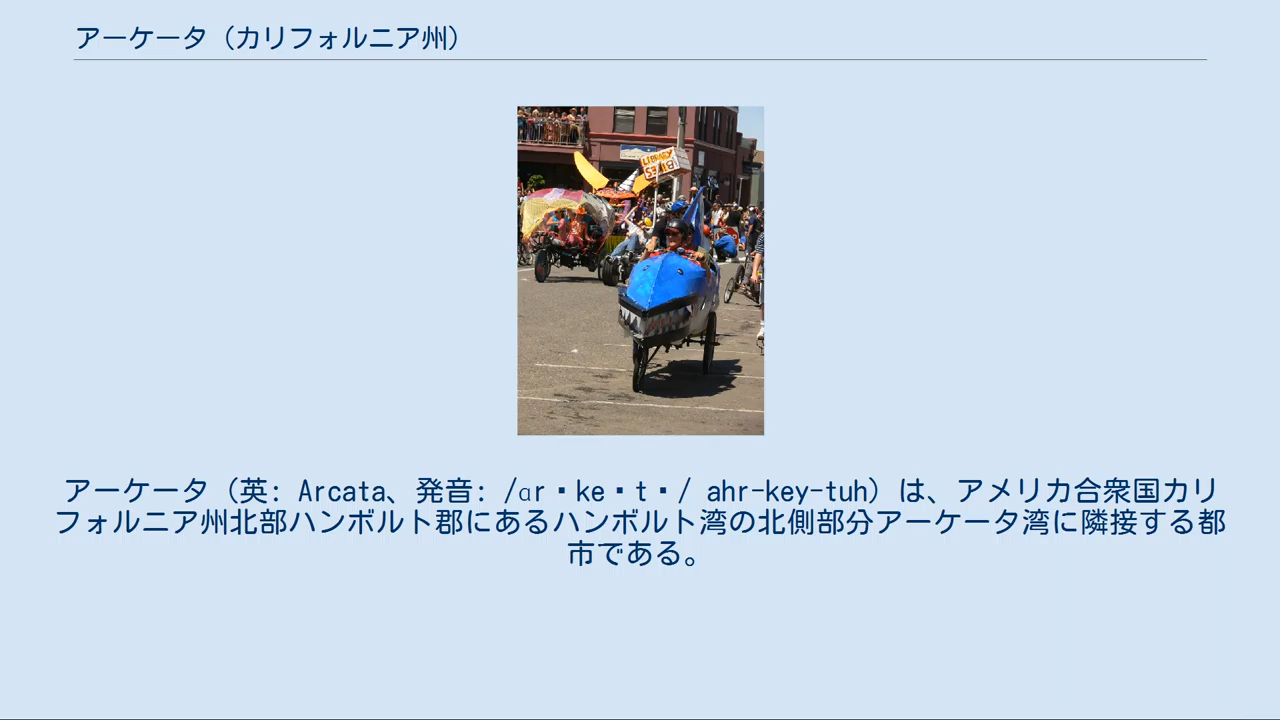 アーケータ（カリフォルニア州）
LIBRARY
BIKES
アーケータ（英: Arcata、発音: /ɑr・ke・t・/ ahr-key-tuh）は、アメリカ合衆国カリ
フォルニア州北部ハンボルト郡にあるハンボルト湾の北側部分アーケータ湾に隣接する都
市である。